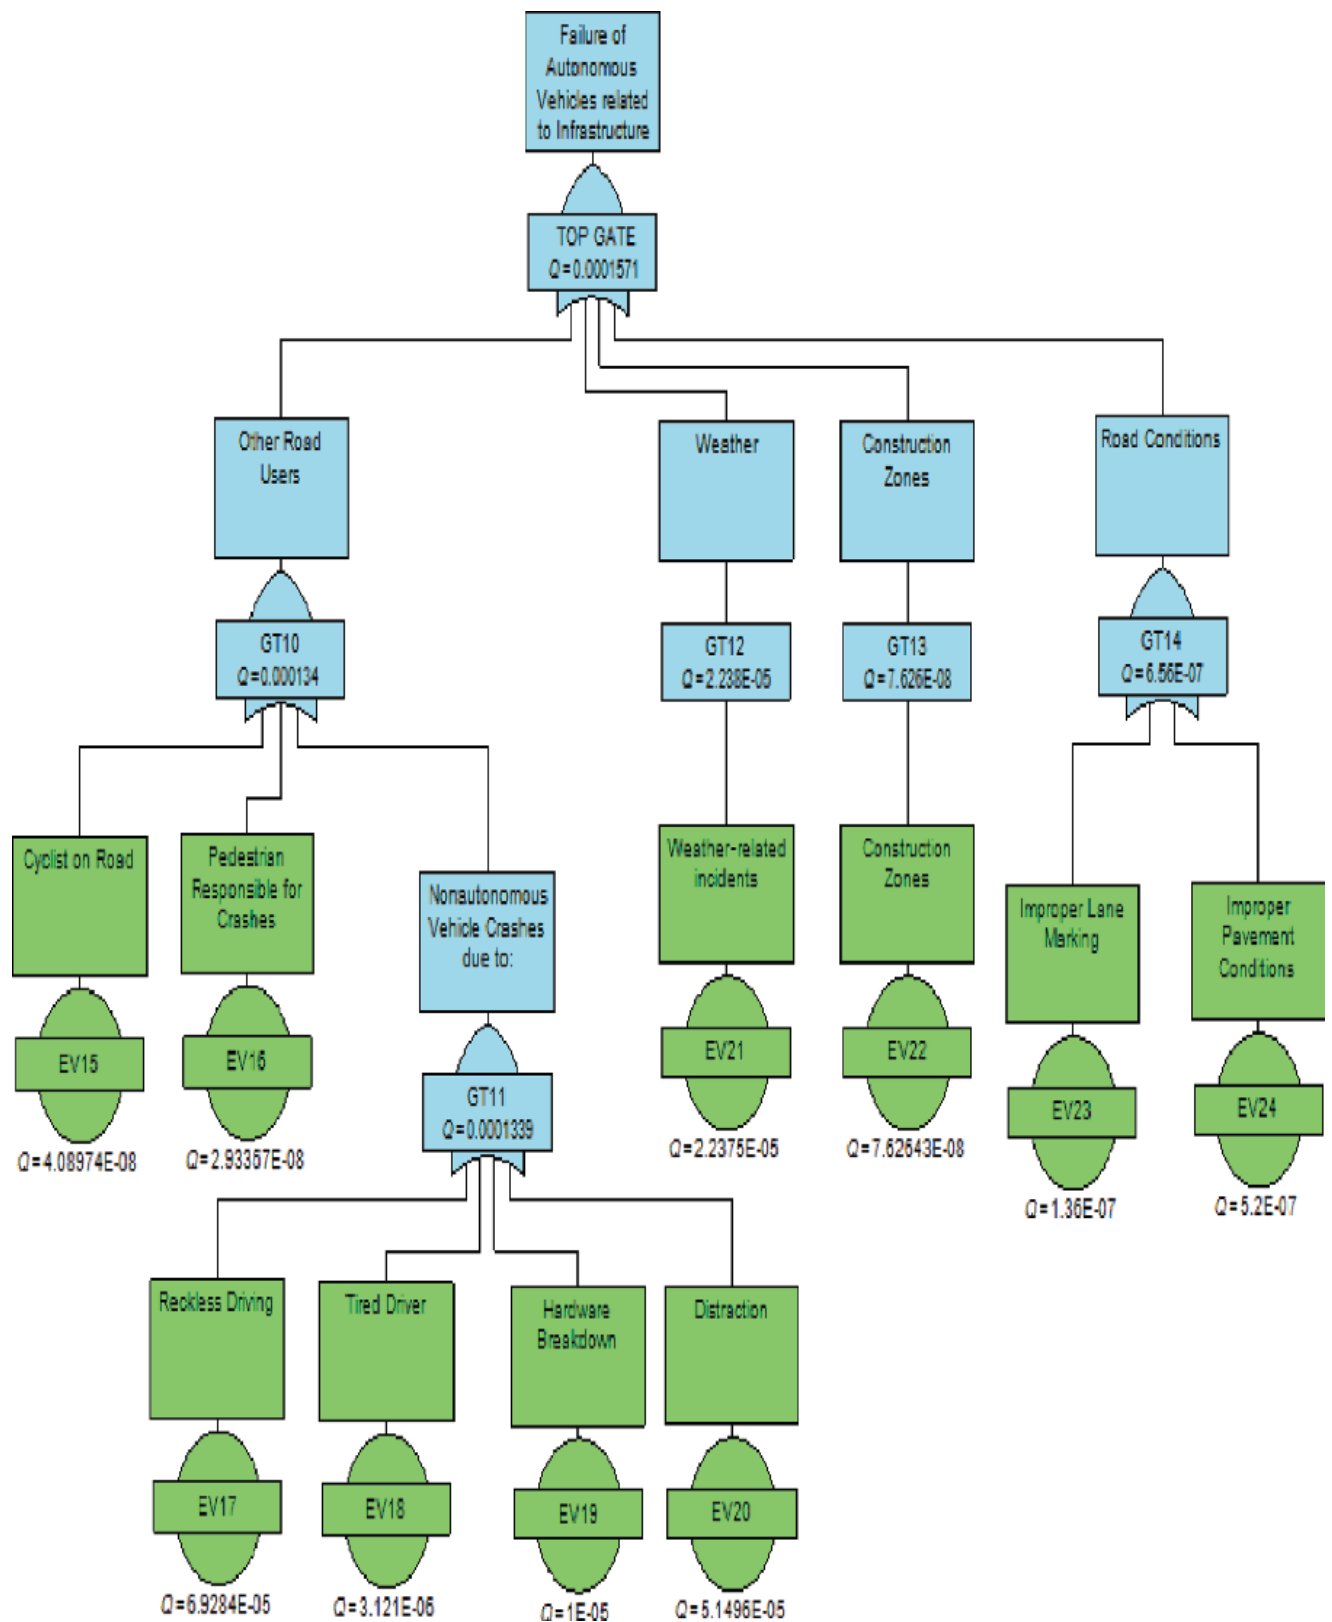 Failure of
Autonomous
Vehicles related
to Infrastructure
TOP GATE
Q=0.0001571
Other Road
Users
Weather
Construction
Zones
Road Conditions
GT10
Q=0.000134
GT12
Q=2.238E-05
GT13
Q=7.626E-08
GT14
Q=6.56E-07
Cyclist on Road
Pedestrian
Responsible for
Crashes
Nonautonomous
Vehicle Crashes
due to:
Weather-related
incidents
Construction
Zones
Improper Lane
Marking
Improper
Pavement
Conditions
EV15
Q=4.08974E-08
EV16
Q=2.93367E-08
GT11
Q=0.0001339
EV21
Q=2.2375E-05
EV22
Q=7.62643E-08
EV23
Q=1.36E-07
EV24
Q=5.2E-07
Reckless Driving
Tired Driver
Hardware
Breakdown
Distraction
EV17
Q=6.9284E-05
EV18
Q=3.121E-06
EV19
Q=1E-05
EV20
Q=5.1496E-05